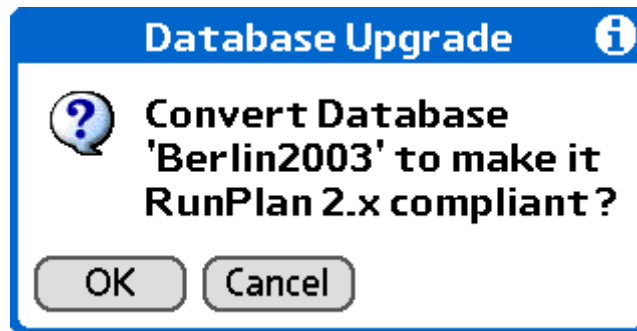 Database Upgrade i
? Convert Database
'Berlin2003' to make it
RunPlan 2.x compliant ?
OK Cancel